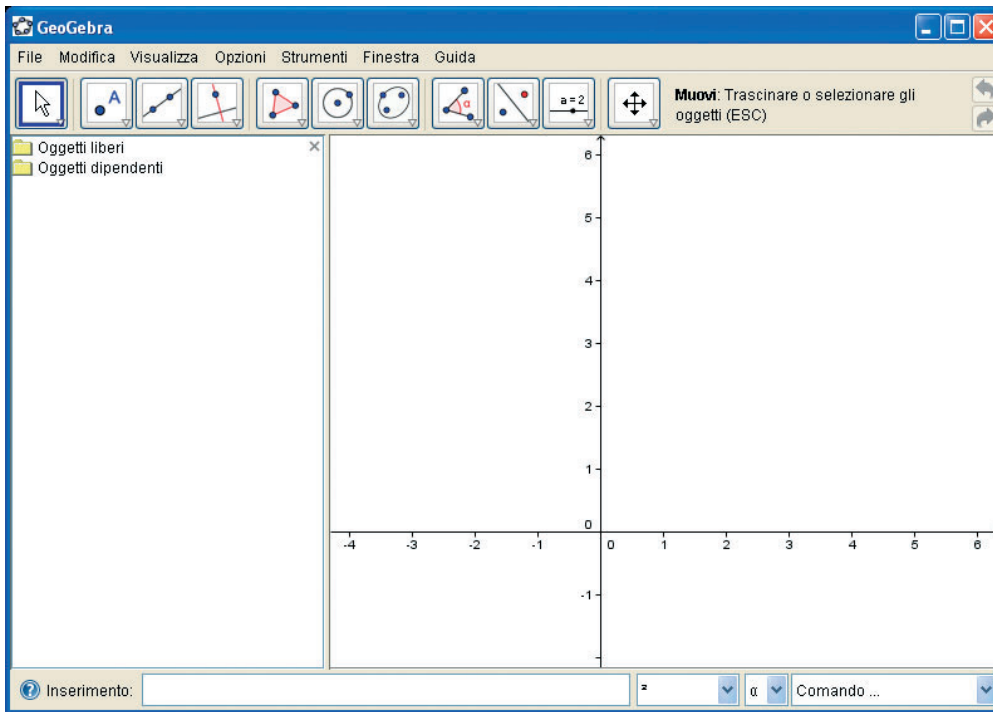 GeoGebra
File Modifica Visualizza Opzioni Strumenti Finestra Guida
A
α
a = 2
Muovi: Trascinare o selezionare gli
oggetti (ESC)
Oggetti liberi
Oggetti dipendenti
6
5
4
3
2
1
0
-4 -3 -2 -1 0 1 2 3 4 5 6
-1
Inserimento: ² α Comando ...